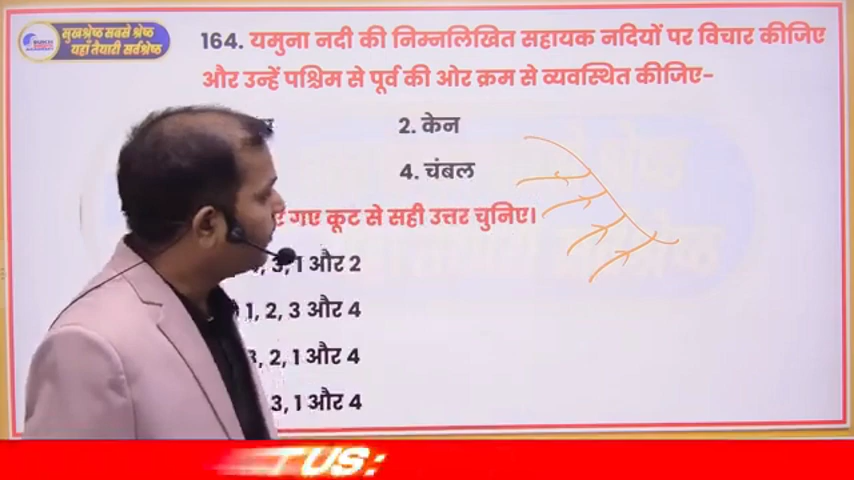 सुखश्रेष्ठ सबसे श्रेष्ठ
यहाँ तैयारी सर्वश्रेष्ठ
164. यमुना नदी की निम्नलिखित सहायक नदियों पर विचार कीजिए
और उन्हें पश्चिम से पूर्व की ओर क्रम से व्यवस्थित कीजिए-
2. केन
4. चंबल
गए कूट से सही उत्तर चुनिए।
3, 1 और 2
1, 2, 3 और 4
2, 1 और 4
3, 1 और 4
TUS: